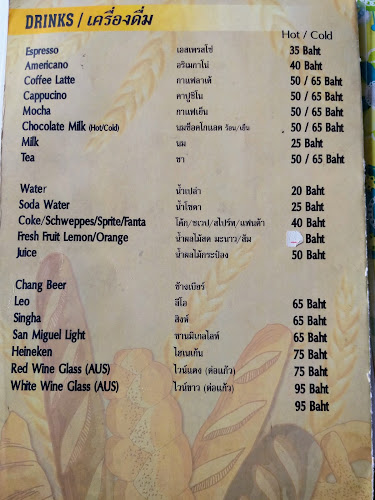 DRINKS / เครื่องดื่ม
Hot / Cold
Espresso เอสเพรสโซ่ 35 Baht
Americano อริเมกาโน่ 40 Baht
Coffee Latte กาแฟลาเต้ 50 / 65 Baht
Cappucino คาปูชิโน 50 / 65 Baht
Mocha กาแฟเย็น 50 / 65 Baht
Chocolate Milk (Hot/Cold) นมช็อคโกแลต ร้อน/เย็น 50 / 65 Baht
Milk นม 25 Baht
Tea ชา 50 / 65 Baht
Water น้ำเปล่า 20 Baht
Soda Water น้ำโซดา 25 Baht
Coke/Schweppes/Sprite/Fanta โค้ก/ชเวป/สไปร์ท/แฟนต้า 40 Baht
Fresh Fruit Lemon/Orange น้ำผลไม้สด มะนาว/ส้ม Baht
Juice น้ำผลไม้กระป๋อง 50 Baht
Chang Beer ช้างเบียร์
Leo ลีโอ 65 Baht
Singha สิงห์ 65 Baht
San Miguel Light ซานมิเกลไลท์ 65 Baht
Heineken ไฮเนเก้น 75 Baht
Red Wine Glass (AUS) ไวน์แดง (ต่อแก้ว) 75 Baht
White Wine Glass (AUS) ไวน์ขาว (ต่อแก้ว) 95 Baht
95 Baht